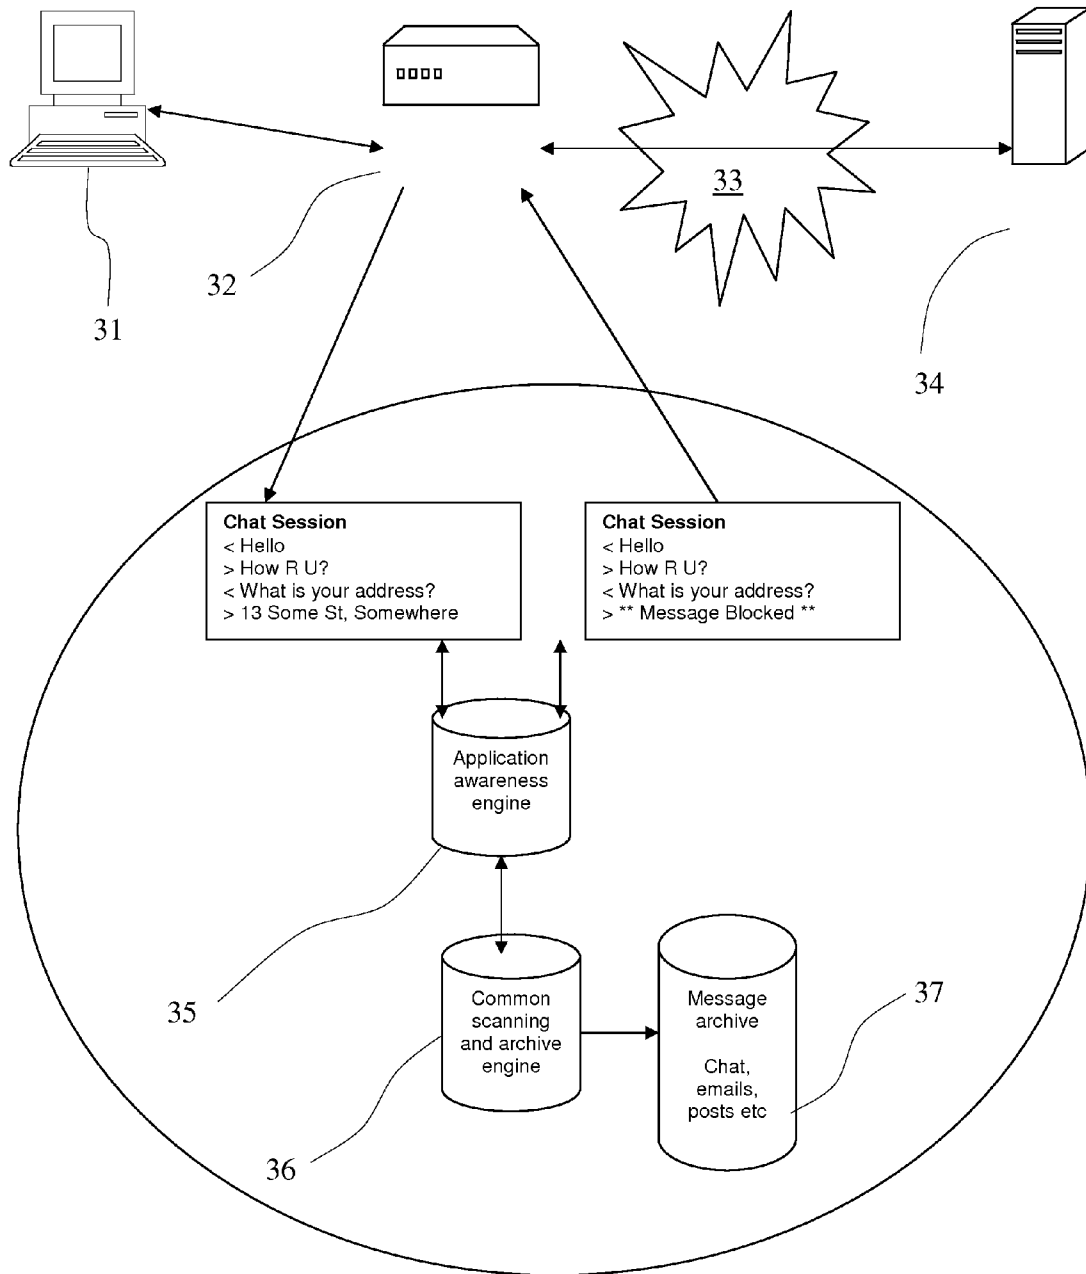 33
32
31
34
Chat Session
< Hello
> How R U?
< What is your address?
> 13 Some St, Somewhere
Chat Session
< Hello
> How R U?
< What is your address?
> ** Message Blocked **
Application
awareness
engine
35
Common
scanning
and archive
engine
Message
archive
Chat,
emails,
posts etc
37
36